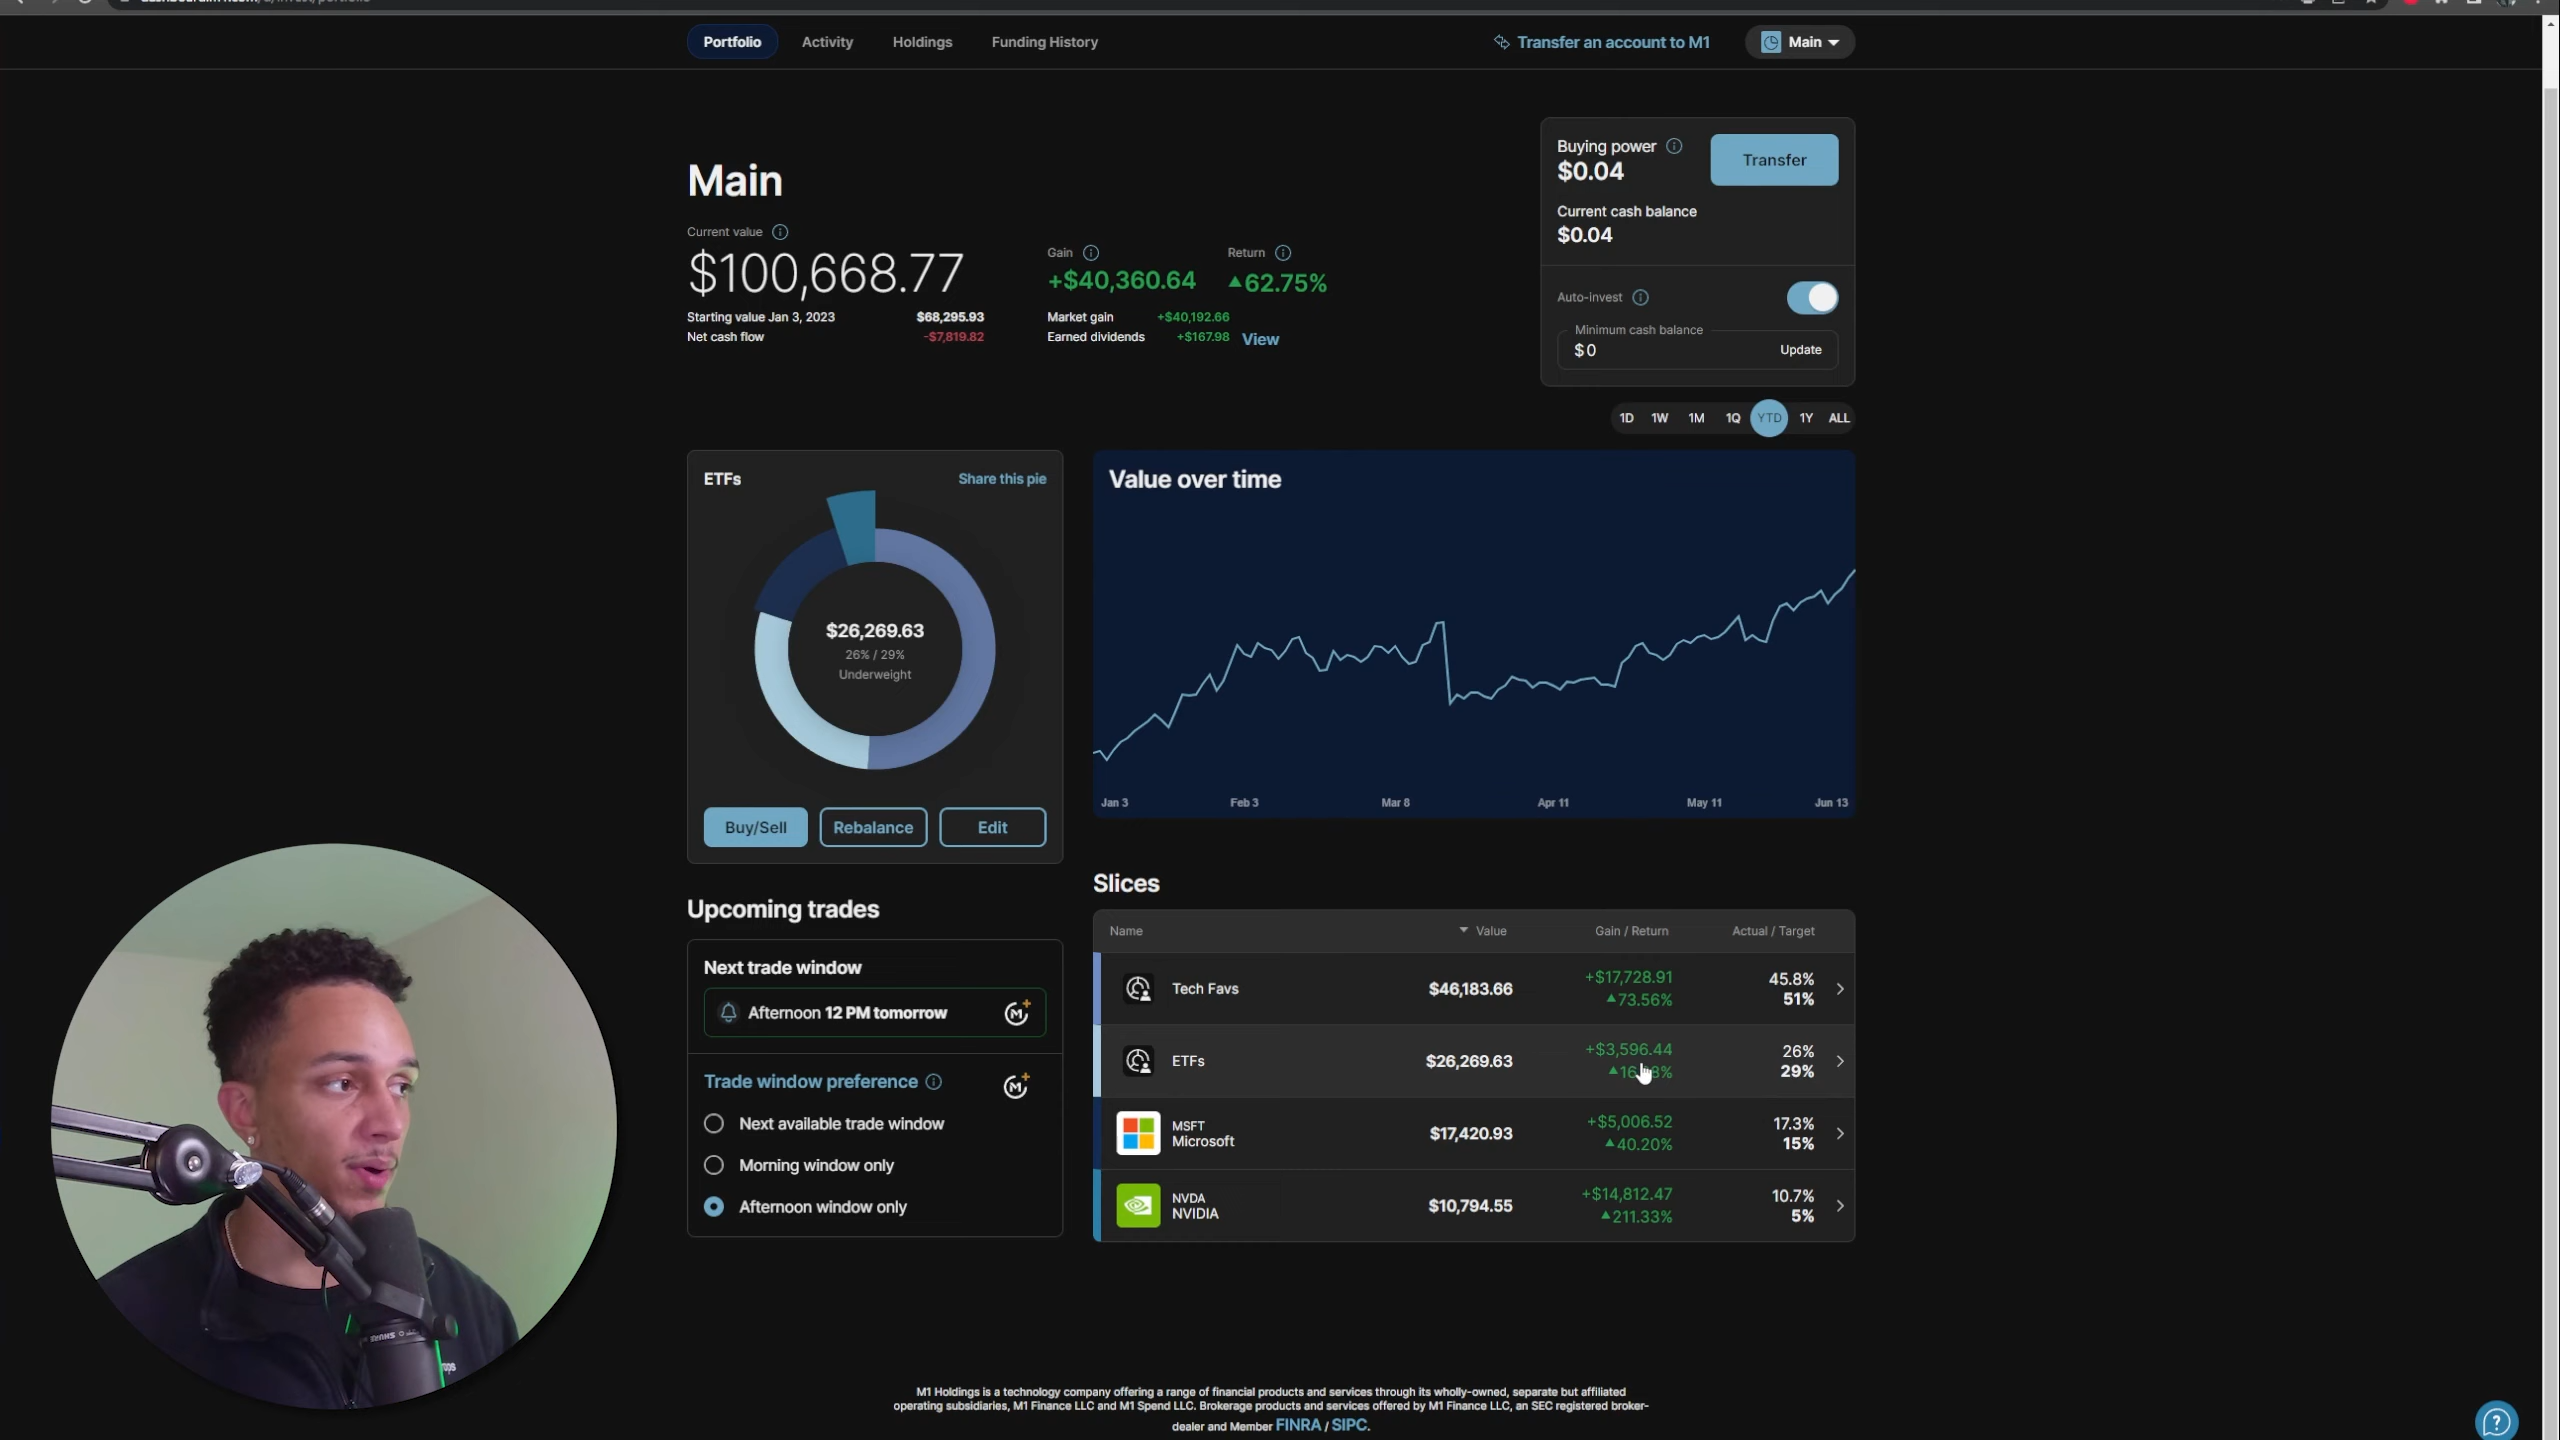 Portfolio
Activity
Holdings
Funding History
Transfer an account to M1
Main
Main
Current value
$100,668.77
Starting value Jan 3, 2023 $68,295.93
Net cash flow -$7,819.82
Gain
+$40,360.64
Return
62.75%
Market gain +$40,192.66
Earned dividends +$167.98 View
Buying power
$0.04
Transfer
Current cash balance
$0.04
Auto-invest
Minimum cash balance
$0 Update
1D 1W 1M 1Q YTD 1Y ALL
ETFs Share this pie
$26,269.63
26% / 29%
Underweight
Buy/Sell Rebalance Edit
Value over time
Jan 3 Feb 3 Mar 8 Apr 11 May 11 Jun 13
Upcoming trades
Next trade window
Afternoon 12 PM tomorrow
Trade window preference
Next available trade window
Morning window only
Afternoon window only
Slices
Name Value Gain / Return Actual / Target
Tech Favs $46,183.66 +$17,728.91 73.56% 45.8% 51%
ETFs $26,269.63 +$3,596.44 26% 29%
MSFT
Microsoft $17,420.93 +$5,006.52 40.20% 17.3% 15%
NVDA
NVIDIA $10,794.55 +$14,812.47 211.33% 10.7% 5%
M1 Holdings is a technology company offering a range of financial products and services through its wholly-owned, separate but affiliated
operating subsidiaries, M1 Finance LLC and M1 Spend LLC. Brokerage products and services offered by M1 Finance LLC, an SEC registered broker-
dealer and Member FINRA / SIPC.